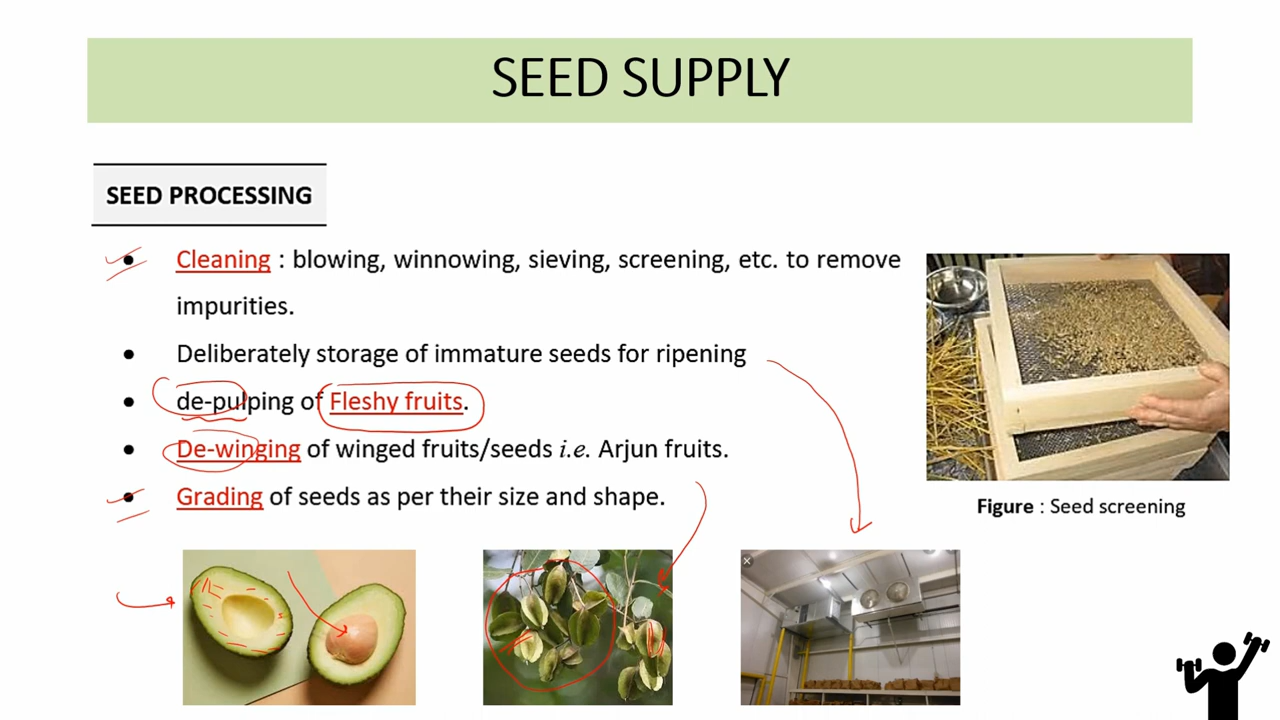 SEED SUPPLY
SEED PROCESSING
• Cleaning : blowing, winnowing, sieving, screening, etc. to remove
impurities.
• Deliberately storage of immature seeds for ripening
• de-pulping of Fleshy fruits.
• De-winging of winged fruits/seeds i.e. Arjun fruits.
• Grading of seeds as per their size and shape.
Figure : Seed screening